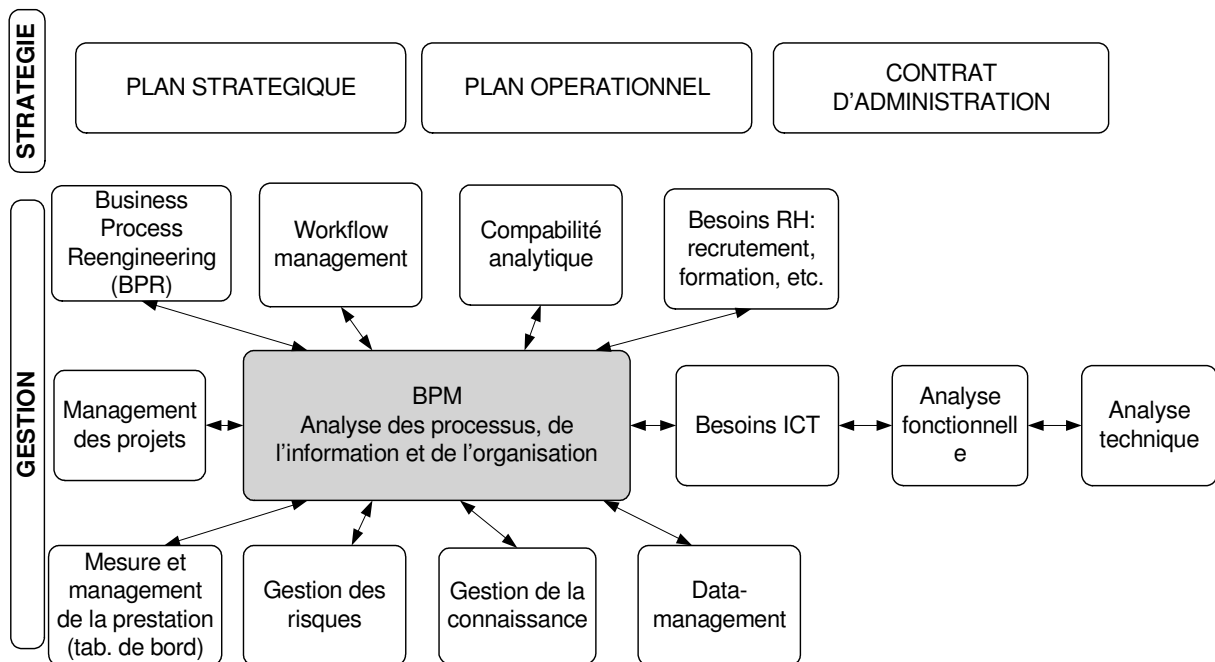 STRATEGIE
PLAN STRATEGIQUE
PLAN OPERATIONNEL
CONTRAT
D'ADMINISTRATION
GESTION
Business
Process
Reengineering
(BPR)
Workflow
management
Compabilité
analytique
Besoins RH:
recrutement,
formation, etc.
Management
des projets
BPM
Analyse des processus, de
l'information et de l'organisation
Besoins ICT
Analyse
fonctionnell
e
Analyse
technique
Mesure et
management
de la prestation
(tab. de bord)
Gestion des
risques
Gestion de la
connaissance
Data-
management